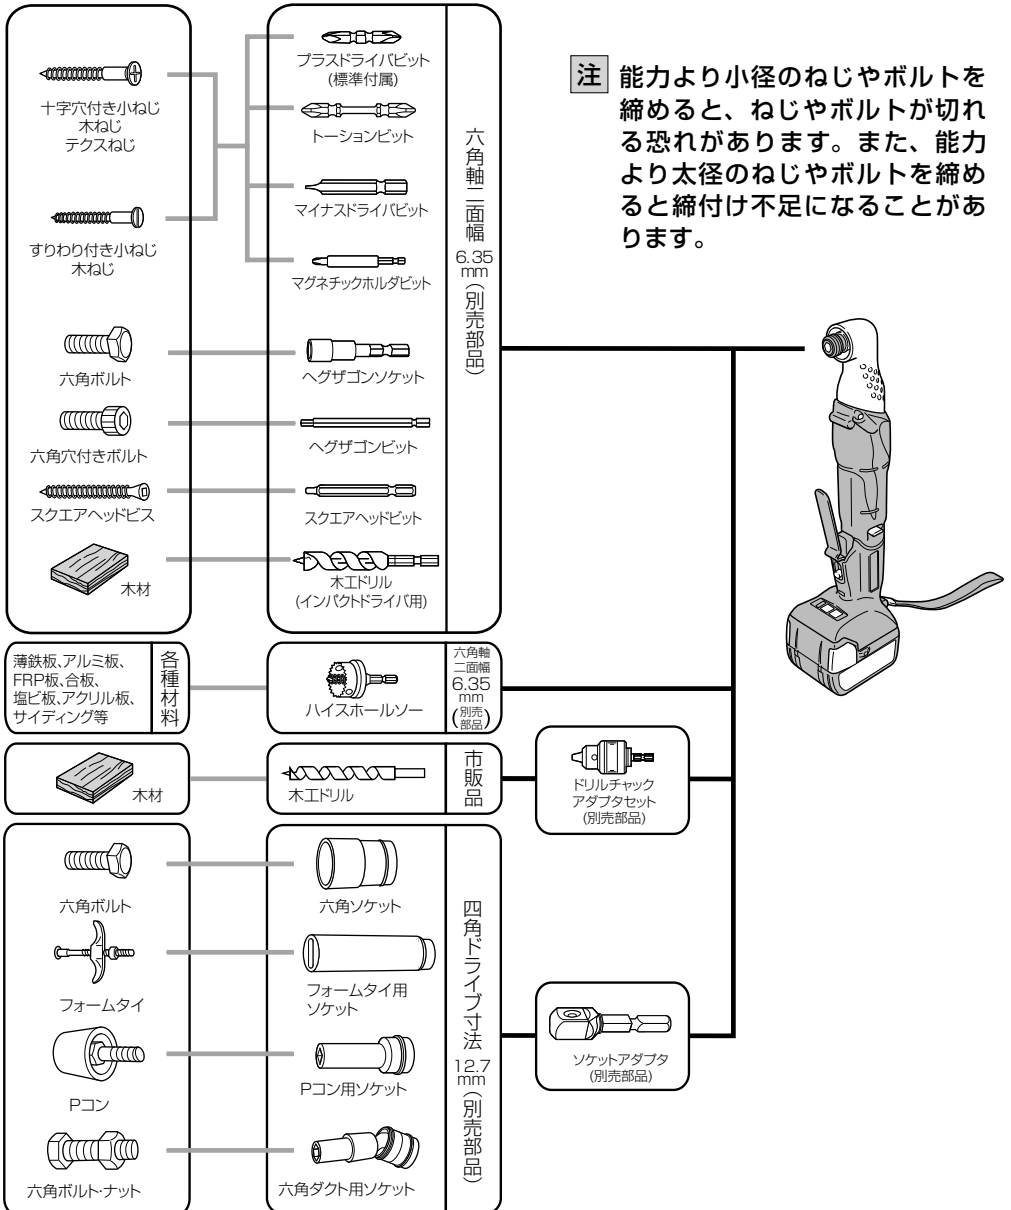 十字穴付き小ねじ
木ねじ
テクスねじ
すりわり付き小ねじ
木ねじ
六角ボルト
六角穴付きボルト
スクエアヘッドビス
木材
プラスドライバビット
(標準付属)
トーションビット
マイナスドライバビット
マグネチックホルダビット
ヘグザゴンソケット
ヘグザゴンビット
スクエアヘッドビット
木工ドリル
(インパクトドライバ用)
六角軸二面幅6.35mm(別売部品)
注 能力より小径のねじやボルトを
締めると、ねじやボルトが切れ
る恐れがあります。また、能力
より太径のねじやボルトを締め
ると締付け不足になることがあ
ります。
薄鉄板、アルミ板、
FRP板、合板、
塩ビ板、アクリル板、
サイディング等
各種材料
ハイスホールソー
六角軸
二面幅
6.35
mm
(別売部品)
木材
木工ドリル
市販品
ドリルチャック
アダプタセット
(別売部品)
六角ボルト
フォームタイ
Pコン
六角ボルト・ナット
六角ソケット
フォームタイ用
ソケット
Pコン用ソケット
六角ダクト用ソケット
四角ドライブ寸法12.7mm(別売部品)
ソケットアダプタ
(別売部品)